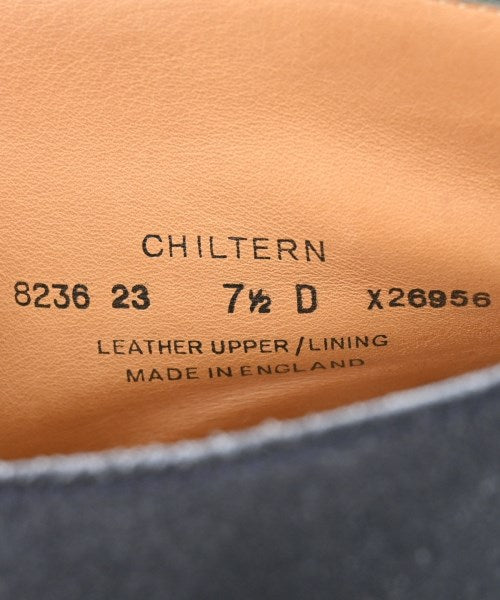 CHILTERN
8236 23 7½ D X26956
LEATHER UPPER/LINING
MADE IN ENGLAND